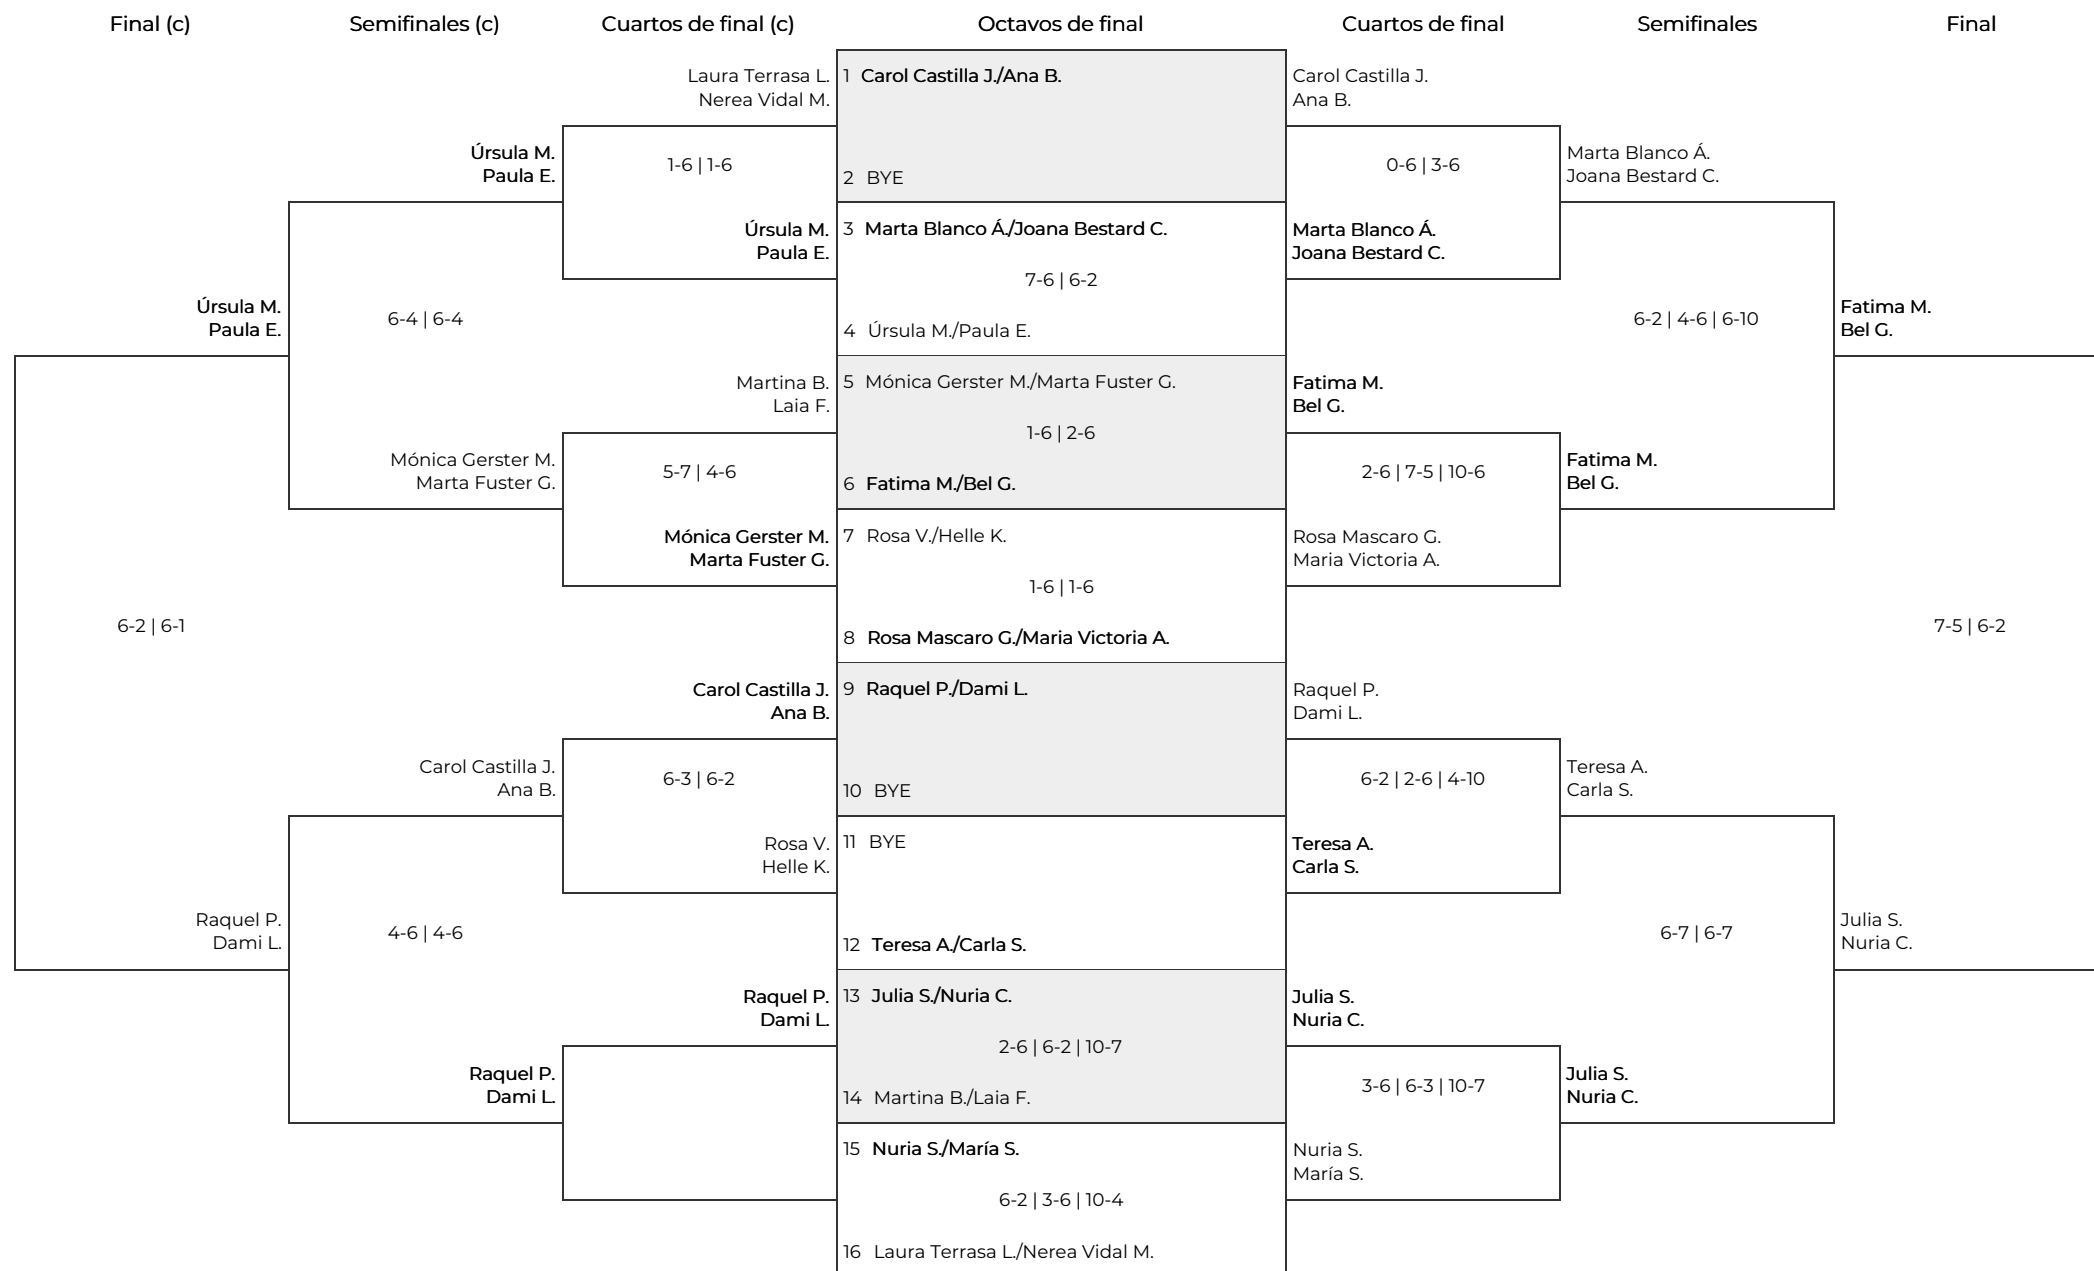 Final (c)
Semifinales (c)
Cuartos de final (c)
Octavos de final
Cuartos de final
Semifinales
Final
Úrsula M.
Paula E.
6-2 | 6-1
Raquel P.
Dami L.
Úrsula M.
Paula E.
6-4 | 6-4
Mónica Gerster M.
Marta Fuster G.
Carol Castilla J.
Ana B.
4-6 | 4-6
Raquel P.
Dami L.
Laura Terrasa L.
Nerea Vidal M.
1-6 | 1-6
Úrsula M.
Paula E.
Martina B.
Laia F.
5-7 | 4-6
Mónica Gerster M.
Marta Fuster G.
Carol Castilla J.
Ana B.
6-3 | 6-2
Rosa V.
Helle K.
Raquel P.
Dami L.
1 Carol Castilla J./Ana B.
2 BYE
3 Marta Blanco Á./Joana Bestard C.
7-6 | 6-2
4 Úrsula M./Paula E.
5 Mónica Gerster M./Marta Fuster G.
1-6 | 2-6
6 Fatima M./Bel G.
7 Rosa V./Helle K.
1-6 | 1-6
8 Rosa Mascaro G./Maria Victoria A.
9 Raquel P./Dami L.
10 BYE
11 BYE
12 Teresa A./Carla S.
13 Julia S./Nuria C.
2-6 | 6-2 | 10-7
14 Martina B./Laia F.
15 Nuria S./María S.
6-2 | 3-6 | 10-4
16 Laura Terrasa L./Nerea Vidal M.
Carol Castilla J.
Ana B.
0-6 | 3-6
Marta Blanco Á.
Joana Bestard C.
Fatima M.
Bel G.
2-6 | 7-5 | 10-6
Rosa Mascaro G.
Maria Victoria A.
Raquel P.
Dami L.
6-2 | 2-6 | 4-10
Teresa A.
Carla S.
Julia S.
Nuria C.
3-6 | 6-3 | 10-7
Nuria S.
María S.
Marta Blanco Á.
Joana Bestard C.
6-2 | 4-6 | 6-10
Fatima M.
Bel G.
Teresa A.
Carla S.
6-7 | 6-7
Julia S.
Nuria C.
Fatima M.
Bel G.
7-5 | 6-2
Julia S.
Nuria C.